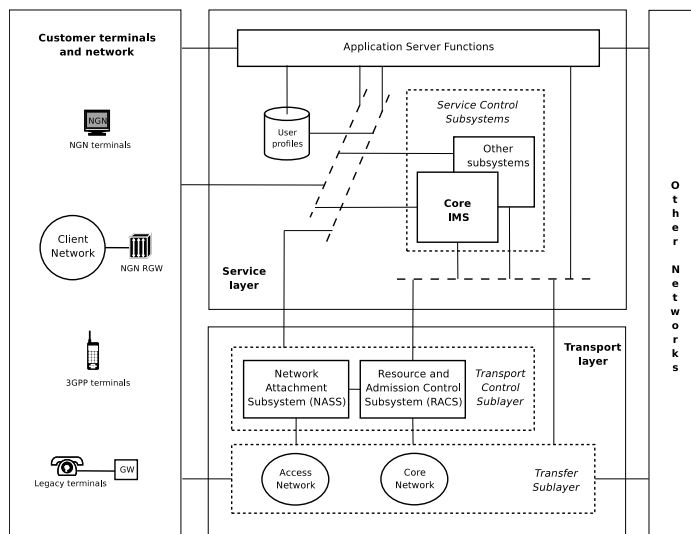 Customer terminals
and network
NGN
NGN terminals
Client
Network
NGN RGW
3GPP terminals
GW
Legacy terminals
Application Server Functions
User
profiles
Service Control
Subsystems
Other
subsystems
Core
IMS
Service
layer
Transport
layer
Network
Attachment
Subsystem (NASS)
Resource and
Admission Control
Subsystem (RACS)
Transport
Control
Sublayer
Access
Network
Core
Network
Transfer
Sublayer
Other Networks